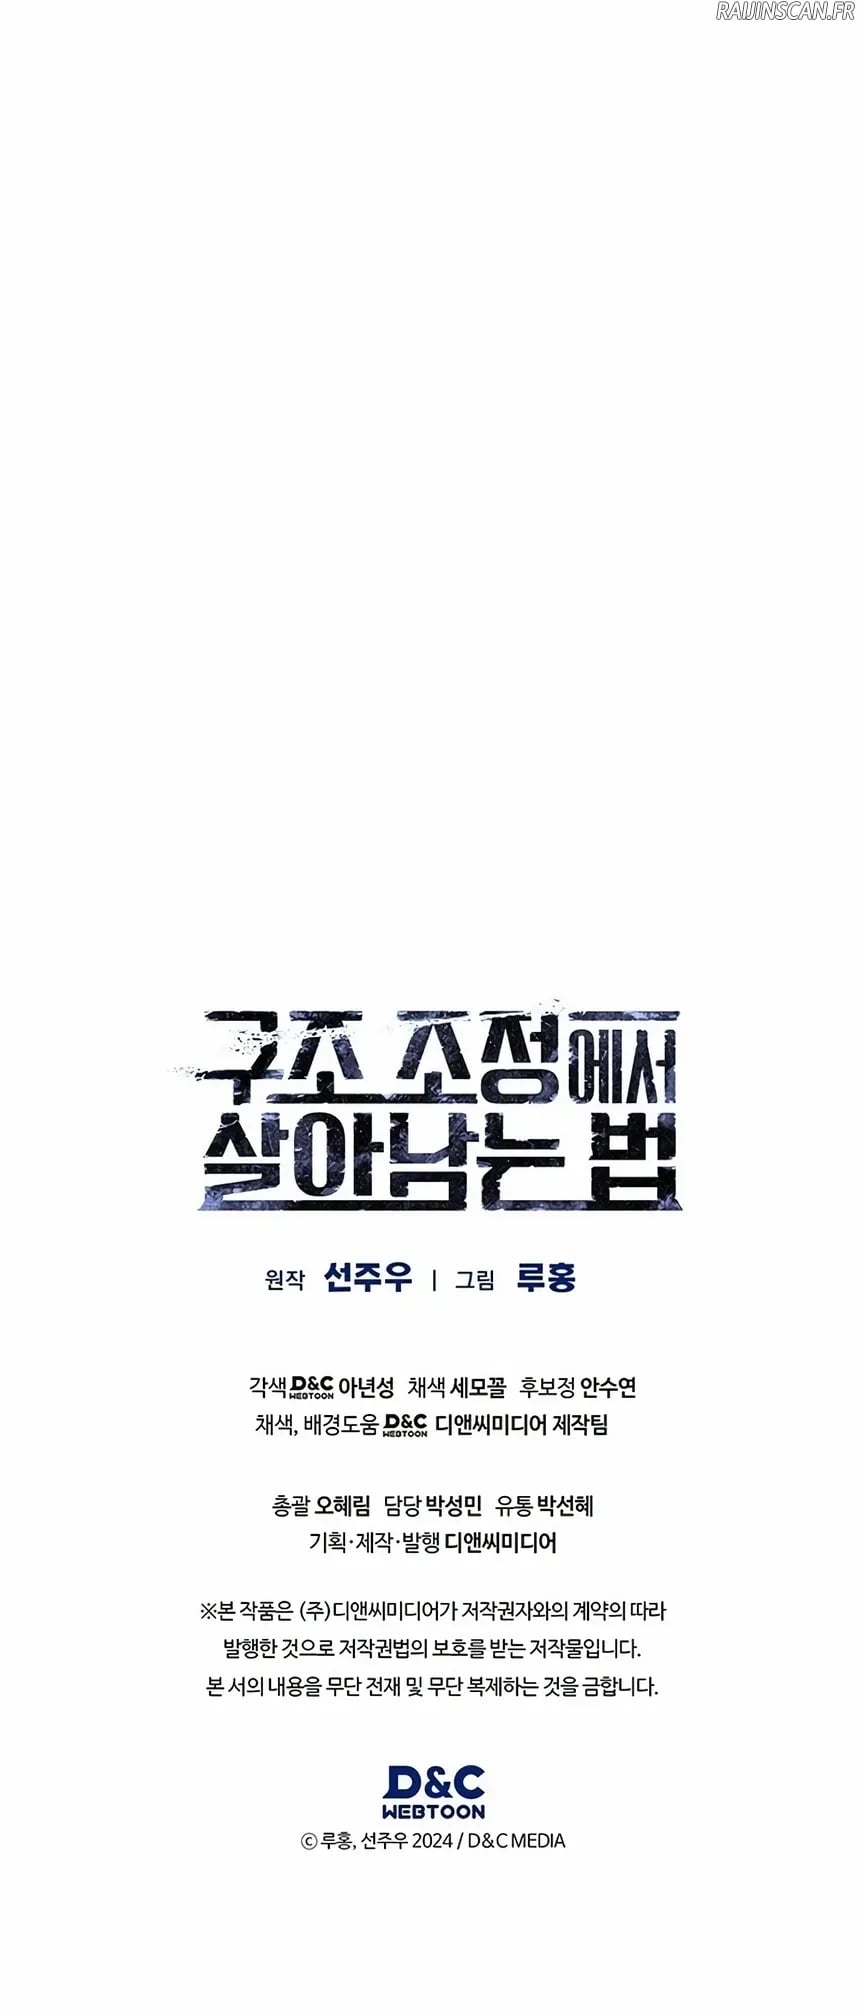 RAIJINSCAN.FR
구조조정에서
살아남는 법
원작 선주우 | 그림 루홍
각색 D&C WEBTOON 아년성 채색 세모꼴 후보정 안수연
채색, 배경도움 D&C WEBTOON 디앤씨미디어 제작팀
총괄 오혜림 담당 박성민 유통 박선혜
기획·제작·발행 디앤씨미디어
※본 작품은 (주)디앤씨미디어가 저작권자와의 계약의 따라
발행한 것으로 저작권법의 보호를 받는 저작물입니다.
본 서의 내용을 무단 전재 및 무단 복제하는 것을 금합니다.
D&C
WEBTOON
ⓒ 루홍, 선주우 2024 / D&C MEDIA